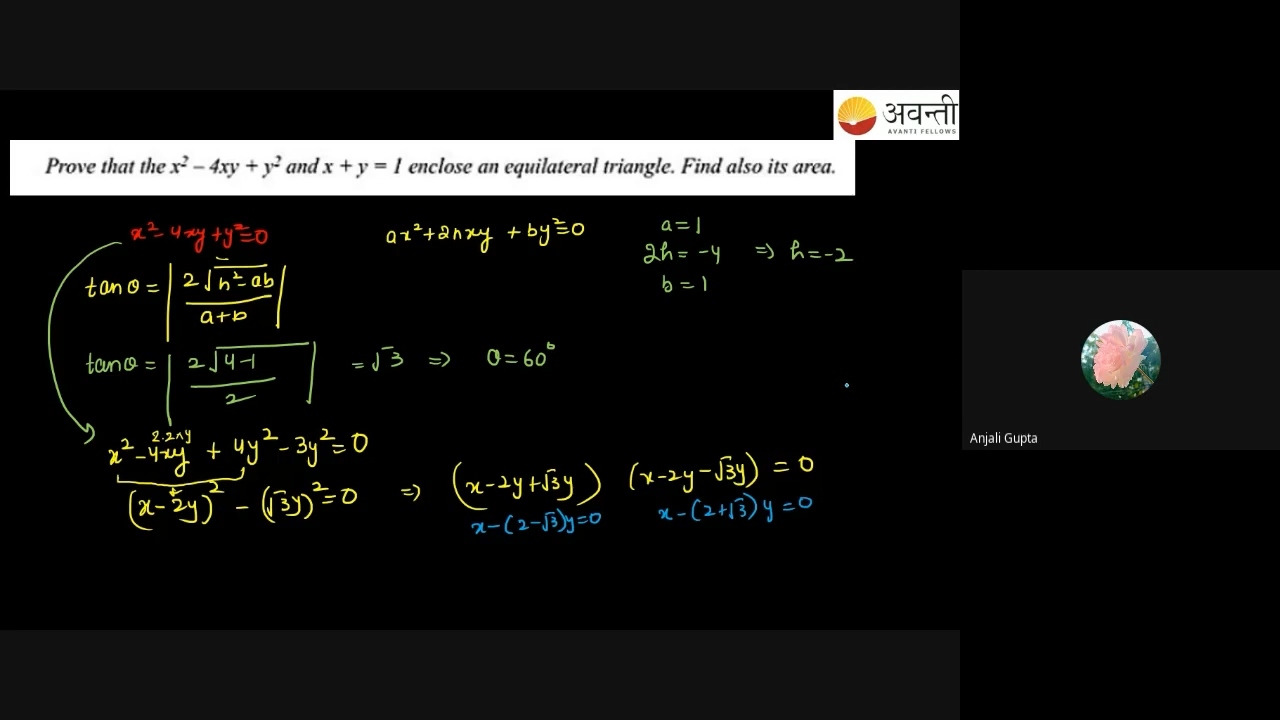 अवन्ती
AVANTI FELLOWS
Prove that the x² – 4xy + y² and x + y = 1 enclose an equilateral triangle. Find also its area.
x² - 4xy + y² = 0
ax² + 2hxy + by² = 0
a = 1
2h = -4 ⇒ h = -2
b = 1
tanθ = | 2√(h² - ab) / (a + b) |
tanθ = | 2√(4-1) / 2 | = √3 ⇒ θ = 60°
2.2xy
x² - 4xy + 4y² - 3y² = 0
(x - 2y)² - (√3y)² = 0 ⇒ (x - 2y + √3y) (x - 2y - √3y) = 0
x - (2 - √3)y = 0 x - (2 + √3)y = 0
Anjali Gupta